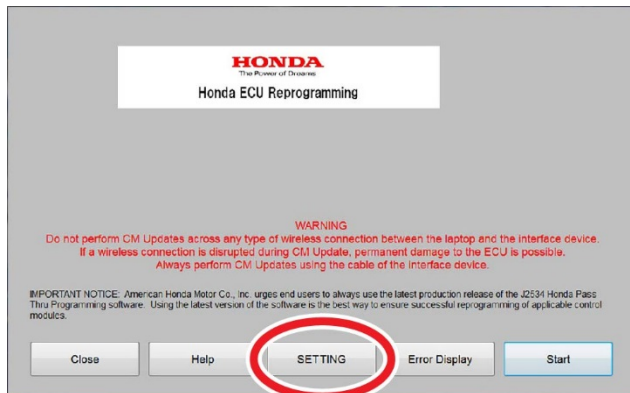 HONDA
The Power of Dreams
Honda ECU Reprogramming
WARNING
Do not perform CM Updates across any type of wireless connection between the laptop and the interface device.
If a wireless connection is disrupted during CM Update, permanent damage to the ECU is possible.
Always perform CM Updates using the cable of the interface device.
IMPORTANT NOTICE: American Honda Motor Co., Inc. urges end users to always use the latest production release of the J2534 Honda Pass
Thru Programming software. Using the latest version of the software is the best way to ensure successful reprogramming of applicable control
modules.
Close
Help
SETTING
Error Display
Start